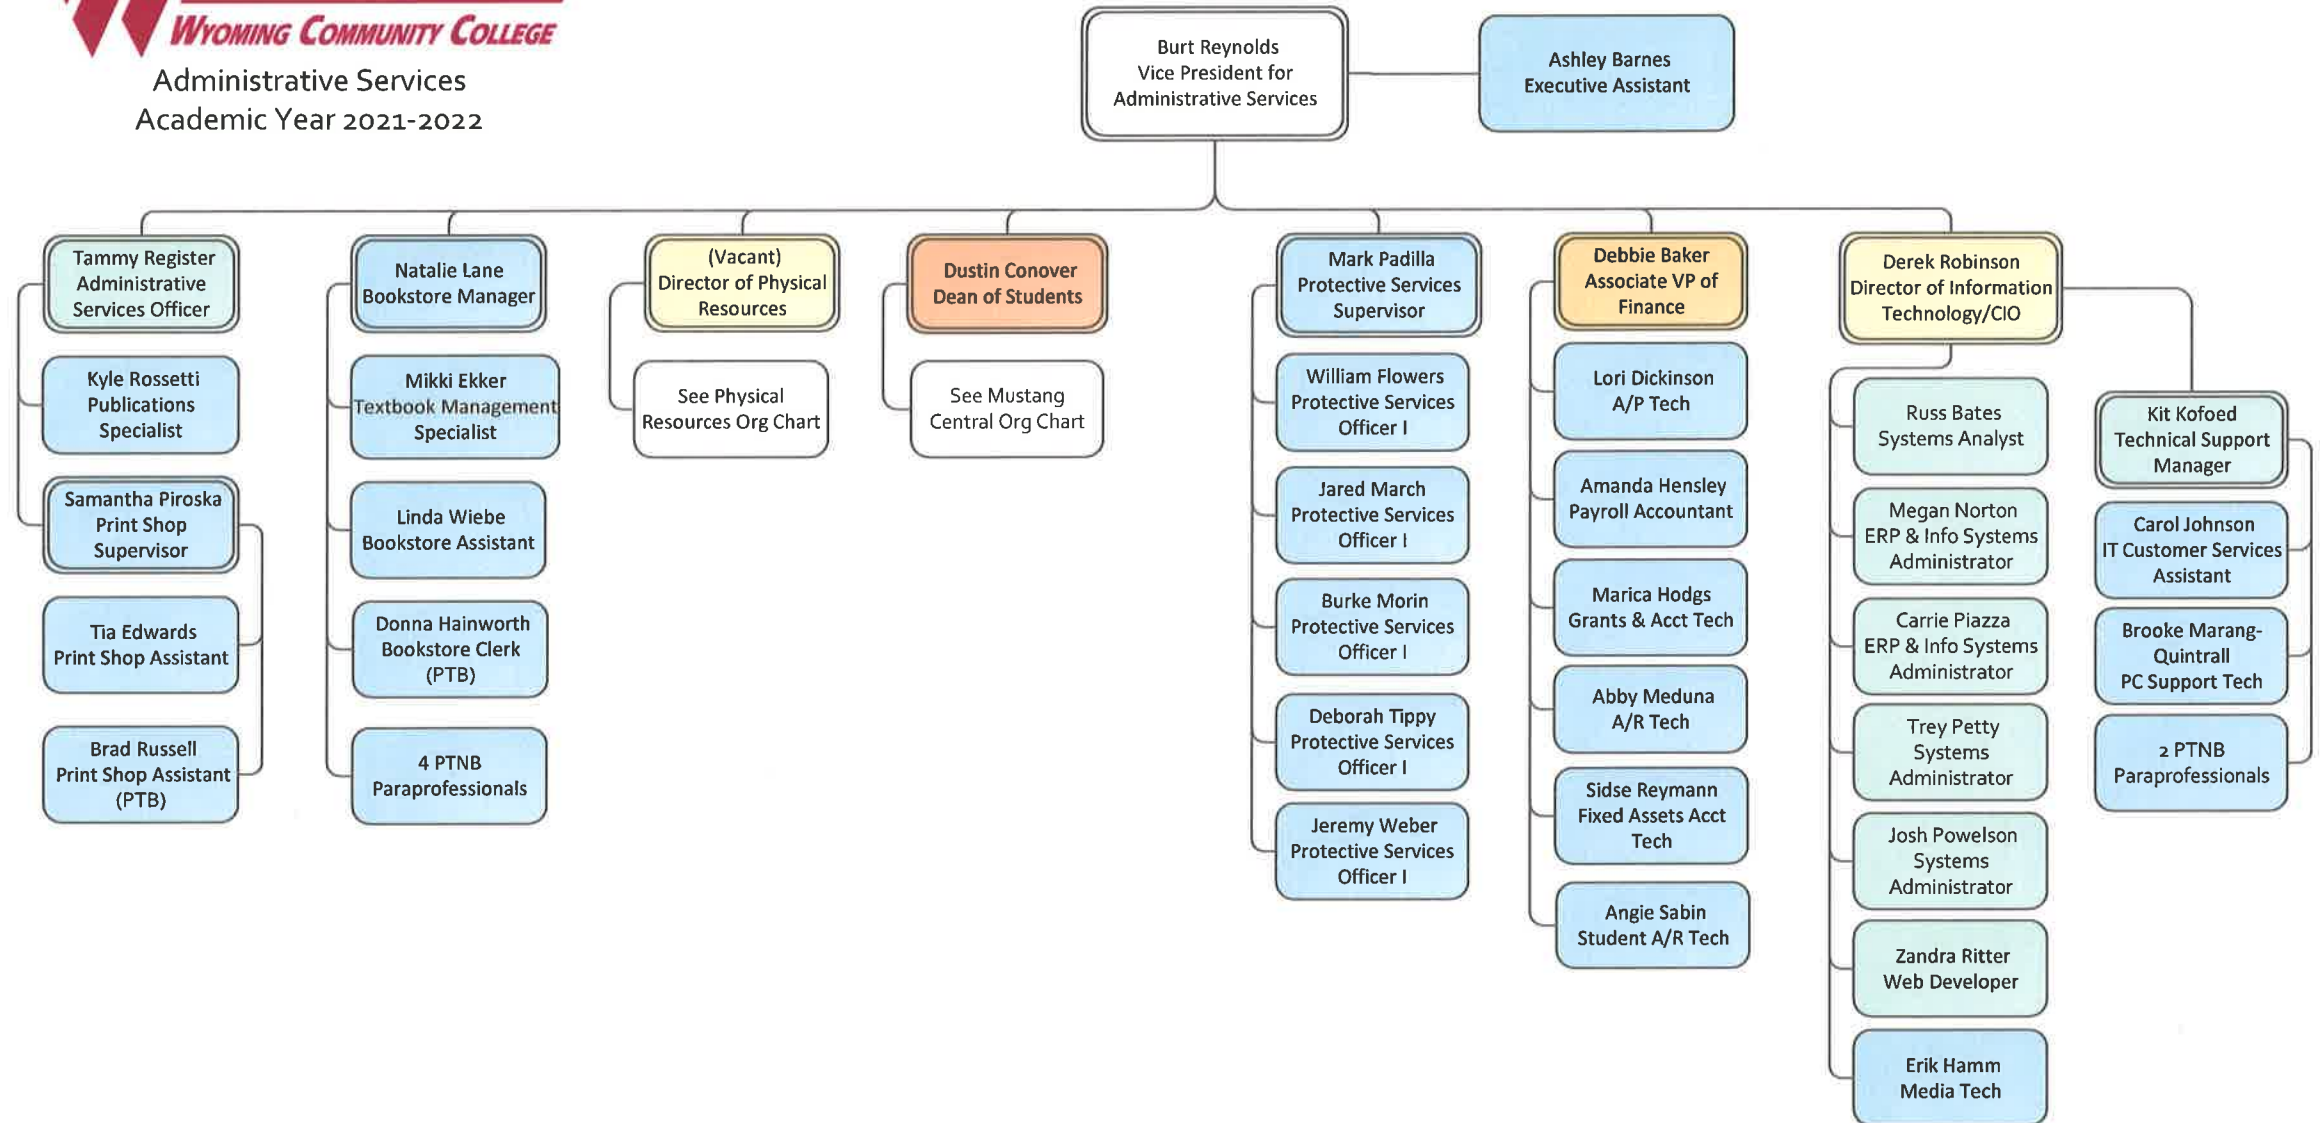 WYOMING COMMUNITY COLLEGE
Administrative Services
Academic Year 2021-2022
Burt Reynolds
Vice President for
Administrative Services
Ashley Barnes
Executive Assistant
Tammy Register
Administrative
Services Officer
Kyle Rossetti
Publications
Specialist
Samantha Piroska
Print Shop
Supervisor
Tia Edwards
Print Shop Assistant
Brad Russell
Print Shop Assistant
(PTB)
Natalie Lane
Bookstore Manager
Mikki Ekker
Textbook Management
Specialist
Linda Wiebe
Bookstore Assistant
Donna Hainworth
Bookstore Clerk
(PTB)
4 PTNB
Paraprofessionals
(Vacant)
Director of Physical
Resources
See Physical
Resources Org Chart
Dustin Conover
Dean of Students
See Mustang
Central Org Chart
Mark Padilla
Protective Services
Supervisor
William Flowers
Protective Services
Officer I
Jared March
Protective Services
Officer I
Burke Morin
Protective Services
Officer I
Deborah Tippy
Protective Services
Officer I
Jeremy Weber
Protective Services
Officer I
Debbie Baker
Associate VP of
Finance
Lori Dickinson
A/P Tech
Amanda Hensley
Payroll Accountant
Marica Hodgs
Grants & Acct Tech
Abby Meduna
A/R Tech
Sidse Reymann
Fixed Assets Acct
Tech
Angie Sabin
Student A/R Tech
Derek Robinson
Director of Information
Technology/CIO
Russ Bates
Systems Analyst
Megan Norton
ERP & Info Systems
Administrator
Carrie Piazza
ERP & Info Systems
Administrator
Trey Petty
Systems
Administrator
Josh Powelson
Systems
Administrator
Zandra Ritter
Web Developer
Erik Hamm
Media Tech
Kit Kofoed
Technical Support
Manager
Carol Johnson
IT Customer Services
Assistant
Brooke Marang-
Quintrall
PC Support Tech
2 PTNB
Paraprofessionals